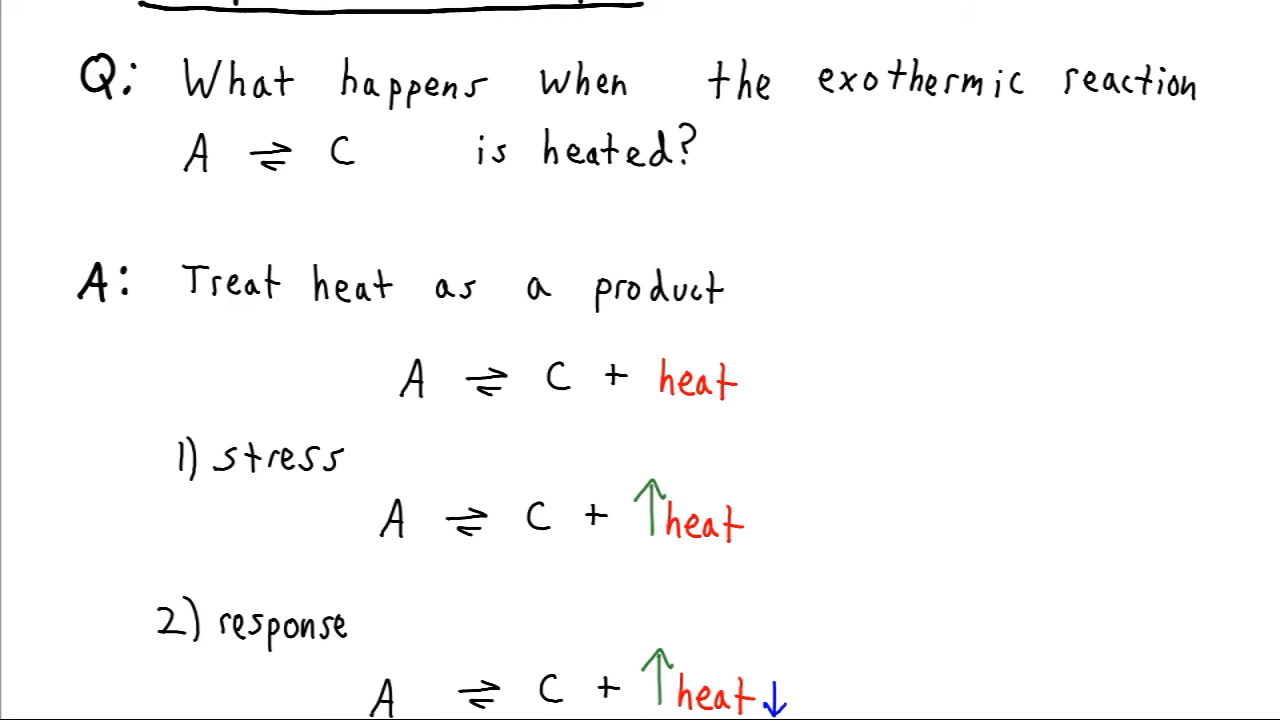 Q: What happens when the exothermic reaction
A ⇌ C is heated?
A: Treat heat as a product
A ⇌ C + heat
1) stress
A ⇌ C + ↑heat
2) response
A ⇌ C + ↑heat↓